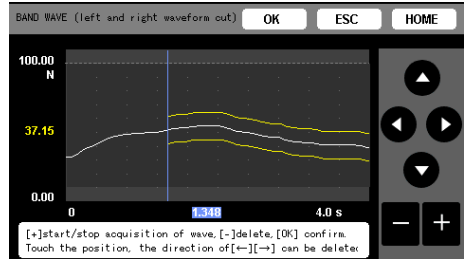 BAND WAVE (left and right waveform cut) OK ESC HOME
100.00
N
37.15
0.00
0 1.348 4.0 s
[+]start/stop acquisition of wave,[-]delete,[OK] confirm.
Touch the position, the direction of[←][→] can be deletec
− +